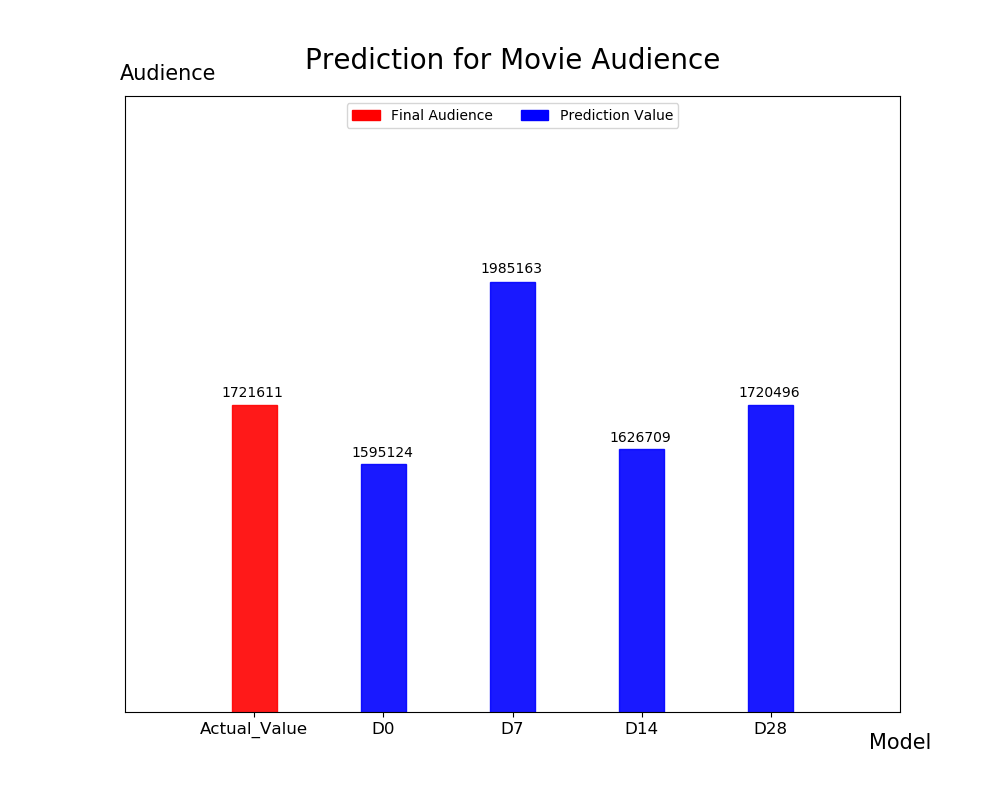 Prediction for Movie Audience
Audience
Final Audience Prediction Value
1985163
1721611
1720496
1626709
1595124
Actual_Value D0 D7 D14 D28
Model